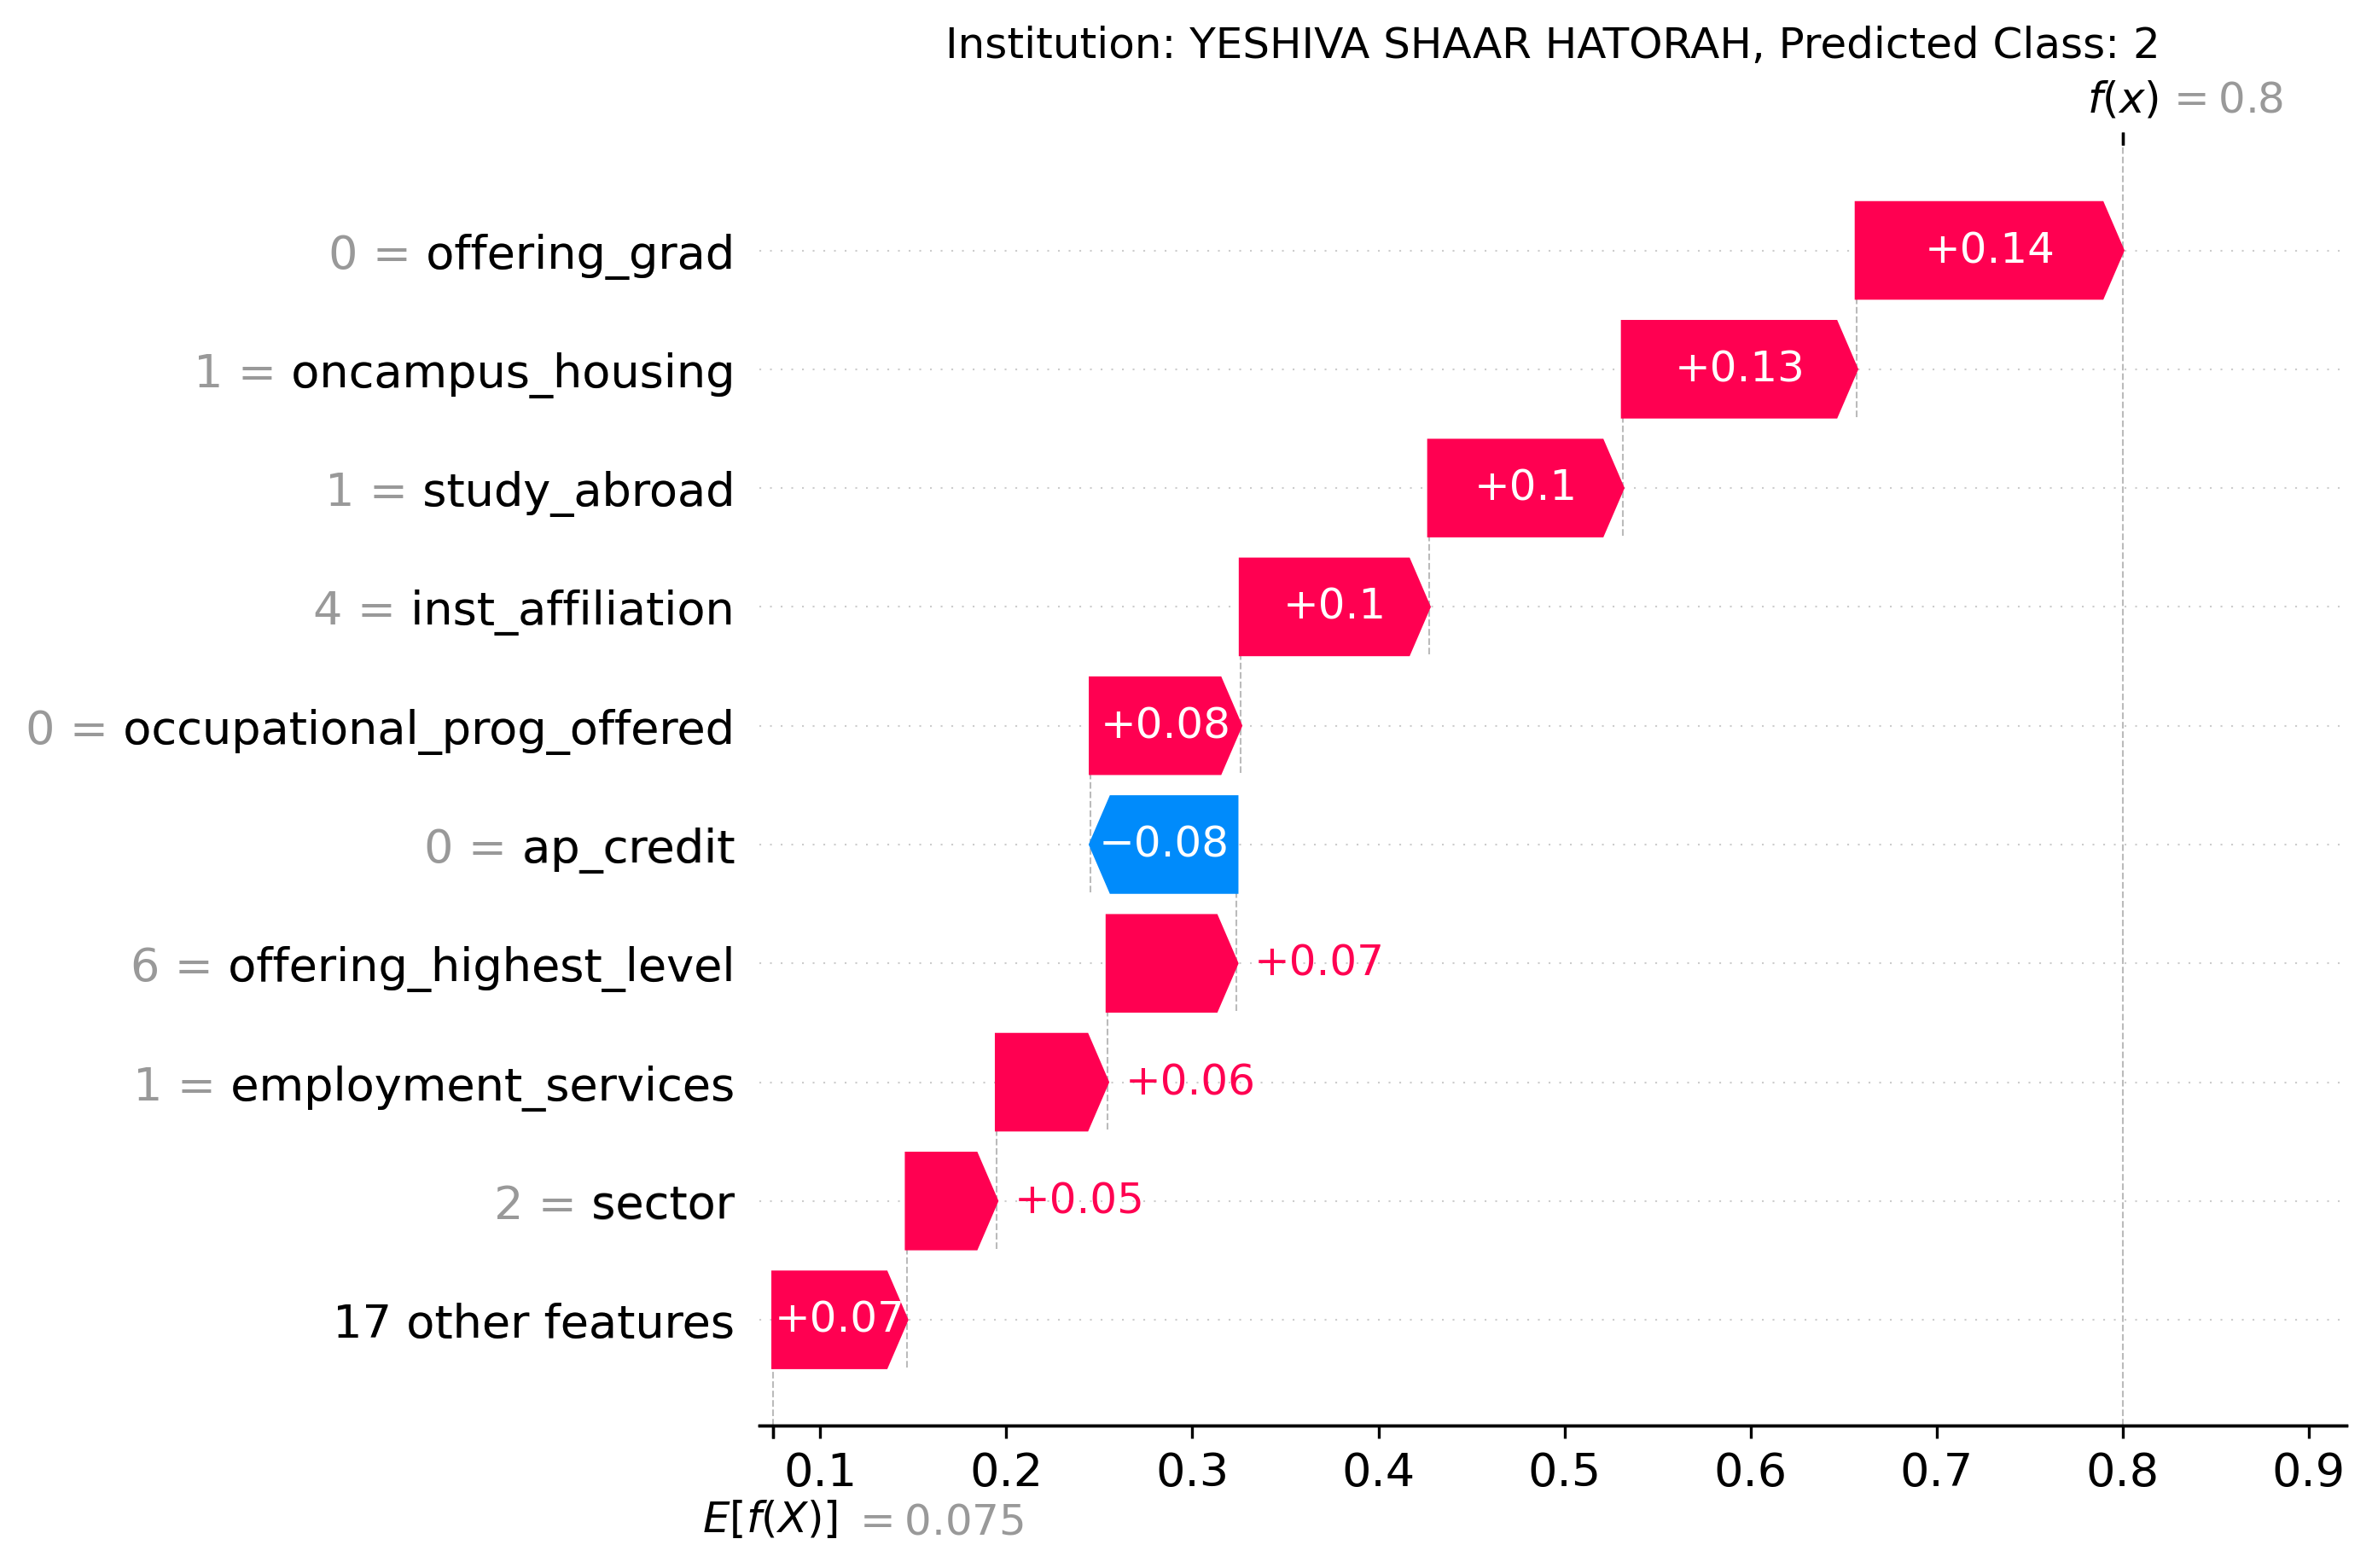 Institution: YESHIVA SHAAR HATORAH, Predicted Class: 2
f(x) = 0.8
0 = offering_grad +0.14
1 = oncampus_housing +0.13
1 = study_abroad +0.1
4 = inst_affiliation +0.1
0 = occupational_prog_offered +0.08
0 = ap_credit −0.08
6 = offering_highest_level +0.07
1 = employment_services +0.06
2 = sector +0.05
17 other features +0.07
0.1 0.2 0.3 0.4 0.5 0.6 0.7 0.8 0.9
E[f(X)] = 0.075